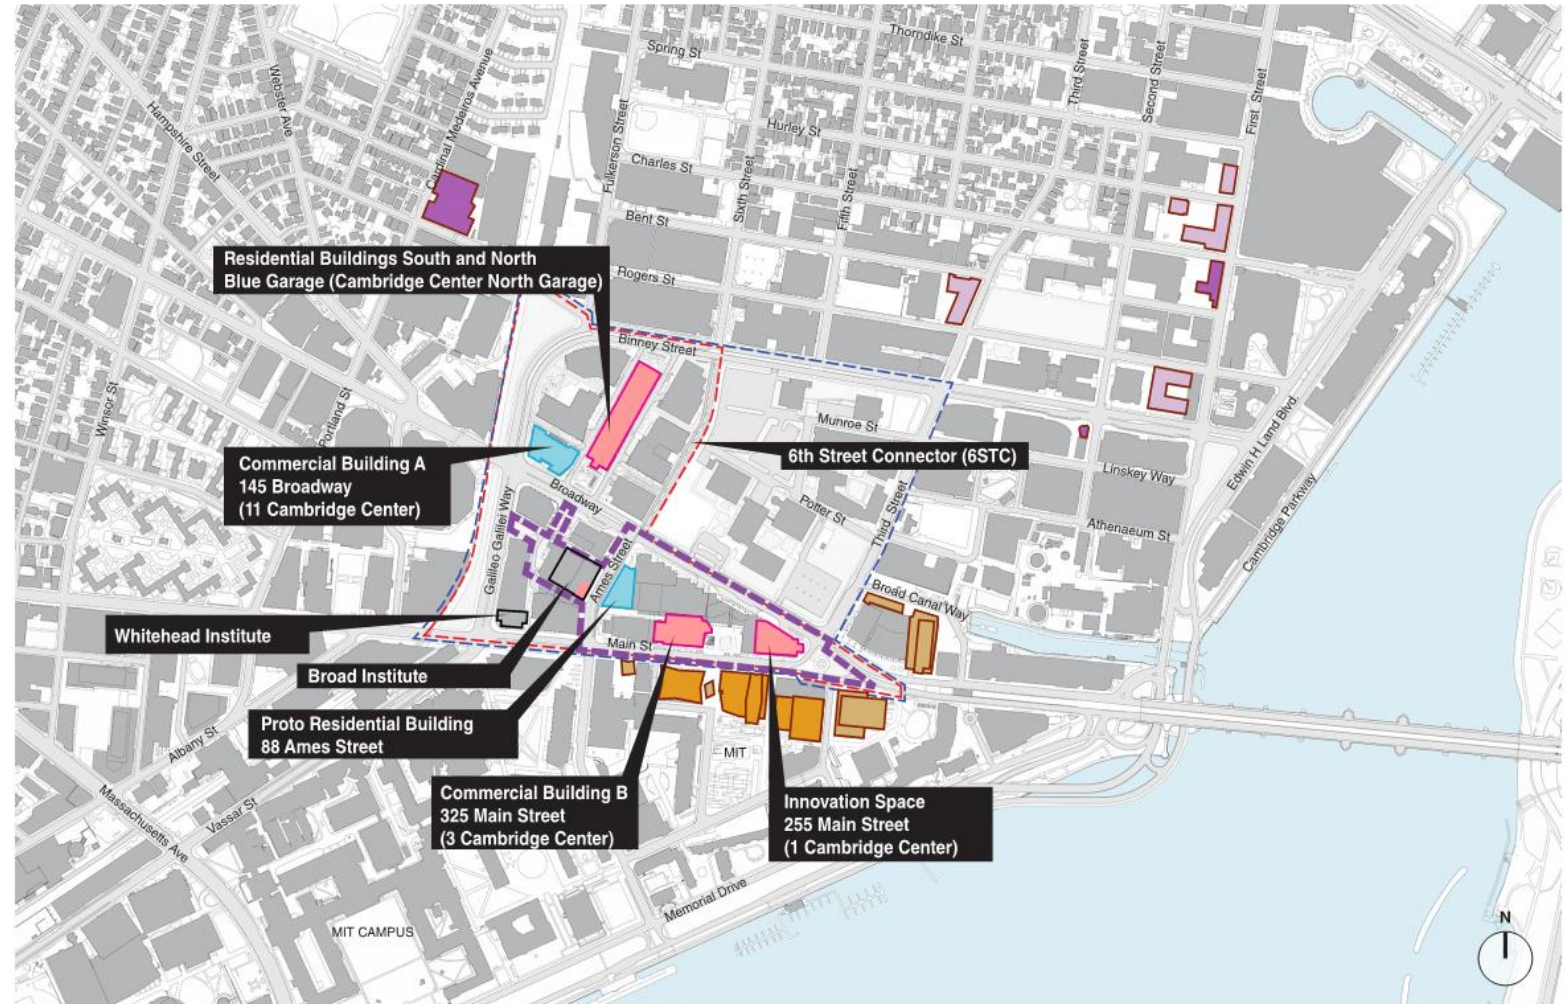 Thorndike St
Spring St
Third Street
Second Street
First Street
Webster Ave
Cardinal Medeiros Avenue
Hampshire Street
Fulkerson Street
Hurley St
Charles St
Sixth Street
Fifth Street
Bent St
Rogers St
Residential Buildings South and North
Blue Garage (Cambridge Center North Garage)
Binney Street
Winsor St
Portland St
Munroe St
Edwin H Land Blvd.
Commercial Building A
145 Broadway
(11 Cambridge Center)
6th Street Connector (6STC)
Linskey Way
Cambridge Parkway
Broadway
Galileo Galilei Way
Potter St
Third Street
Athenaeum St
Ames Street
Broad Canal Way
Whitehead Institute
Main St
Broad Institute
Proto Residential Building
88 Ames Street
Albany St
MIT
Massachusetts Ave
Vassar St
Commercial Building B
325 Main Street
(3 Cambridge Center)
Innovation Space
255 Main Street
(1 Cambridge Center)
Memorial Drive
MIT CAMPUS
N